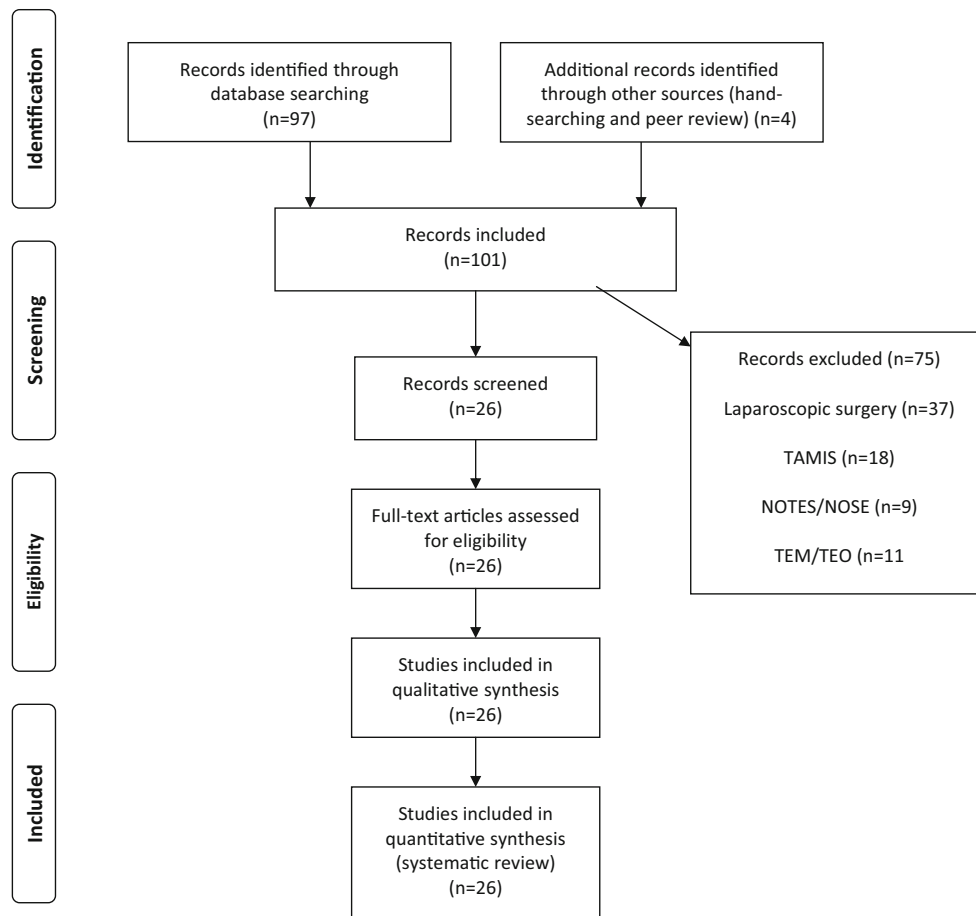 Identification
Records identified through
database searching
(n=97)
Additional records identified
through other sources (hand-
searching and peer review) (n=4)
Records included
(n=101)
Screening
Records screened
(n=26)
Records excluded (n=75)
Laparoscopic surgery (n=37)
TAMIS (n=18)
NOTES/NOSE (n=9)
TEM/TEO (n=11
Eligibility
Full-text articles assessed
for eligibility
(n=26)
Studies included in
qualitative synthesis
(n=26)
Included
Studies included in
quantitative synthesis
(systematic review)
(n=26)